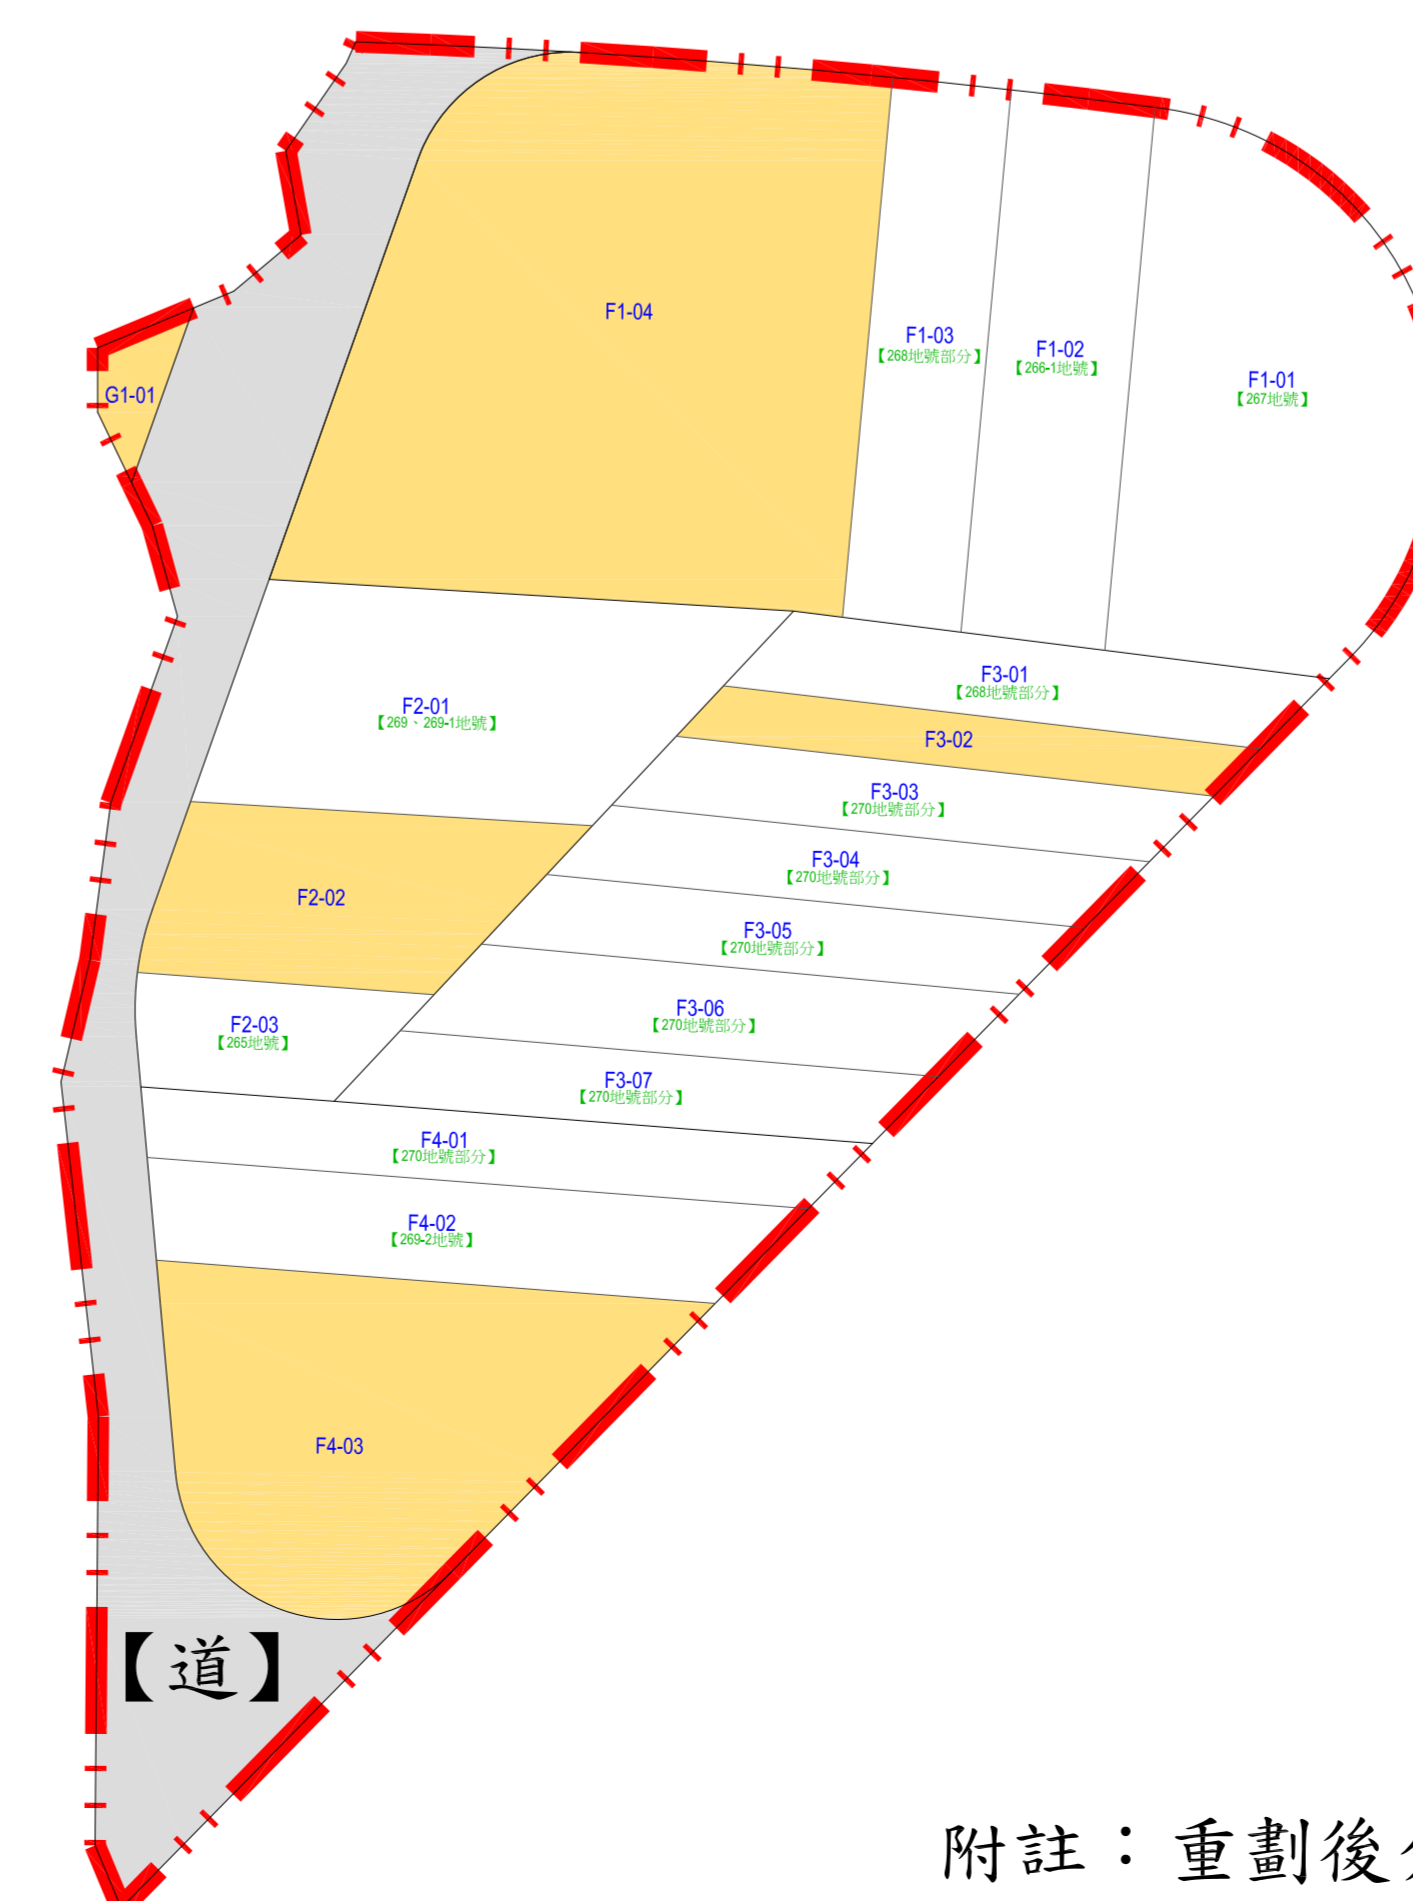 F1-04
F1-03
【268地號部分】
F1-02
【266-1地號】
F1-01
【267地號】
G1-01
F3-01
【268地號部分】
F2-01
【269、269-1地號】
F3-02
F3-03
【270地號部分】
F3-04
【270地號部分】
F2-02
F3-05
【270地號部分】
F3-06
【270地號部分】
F2-03
【265地號】
F3-07
【270地號部分】
F4-01
【270地號部分】
F4-02
【269-2地號】
F4-03
【道】
附註：重劃後